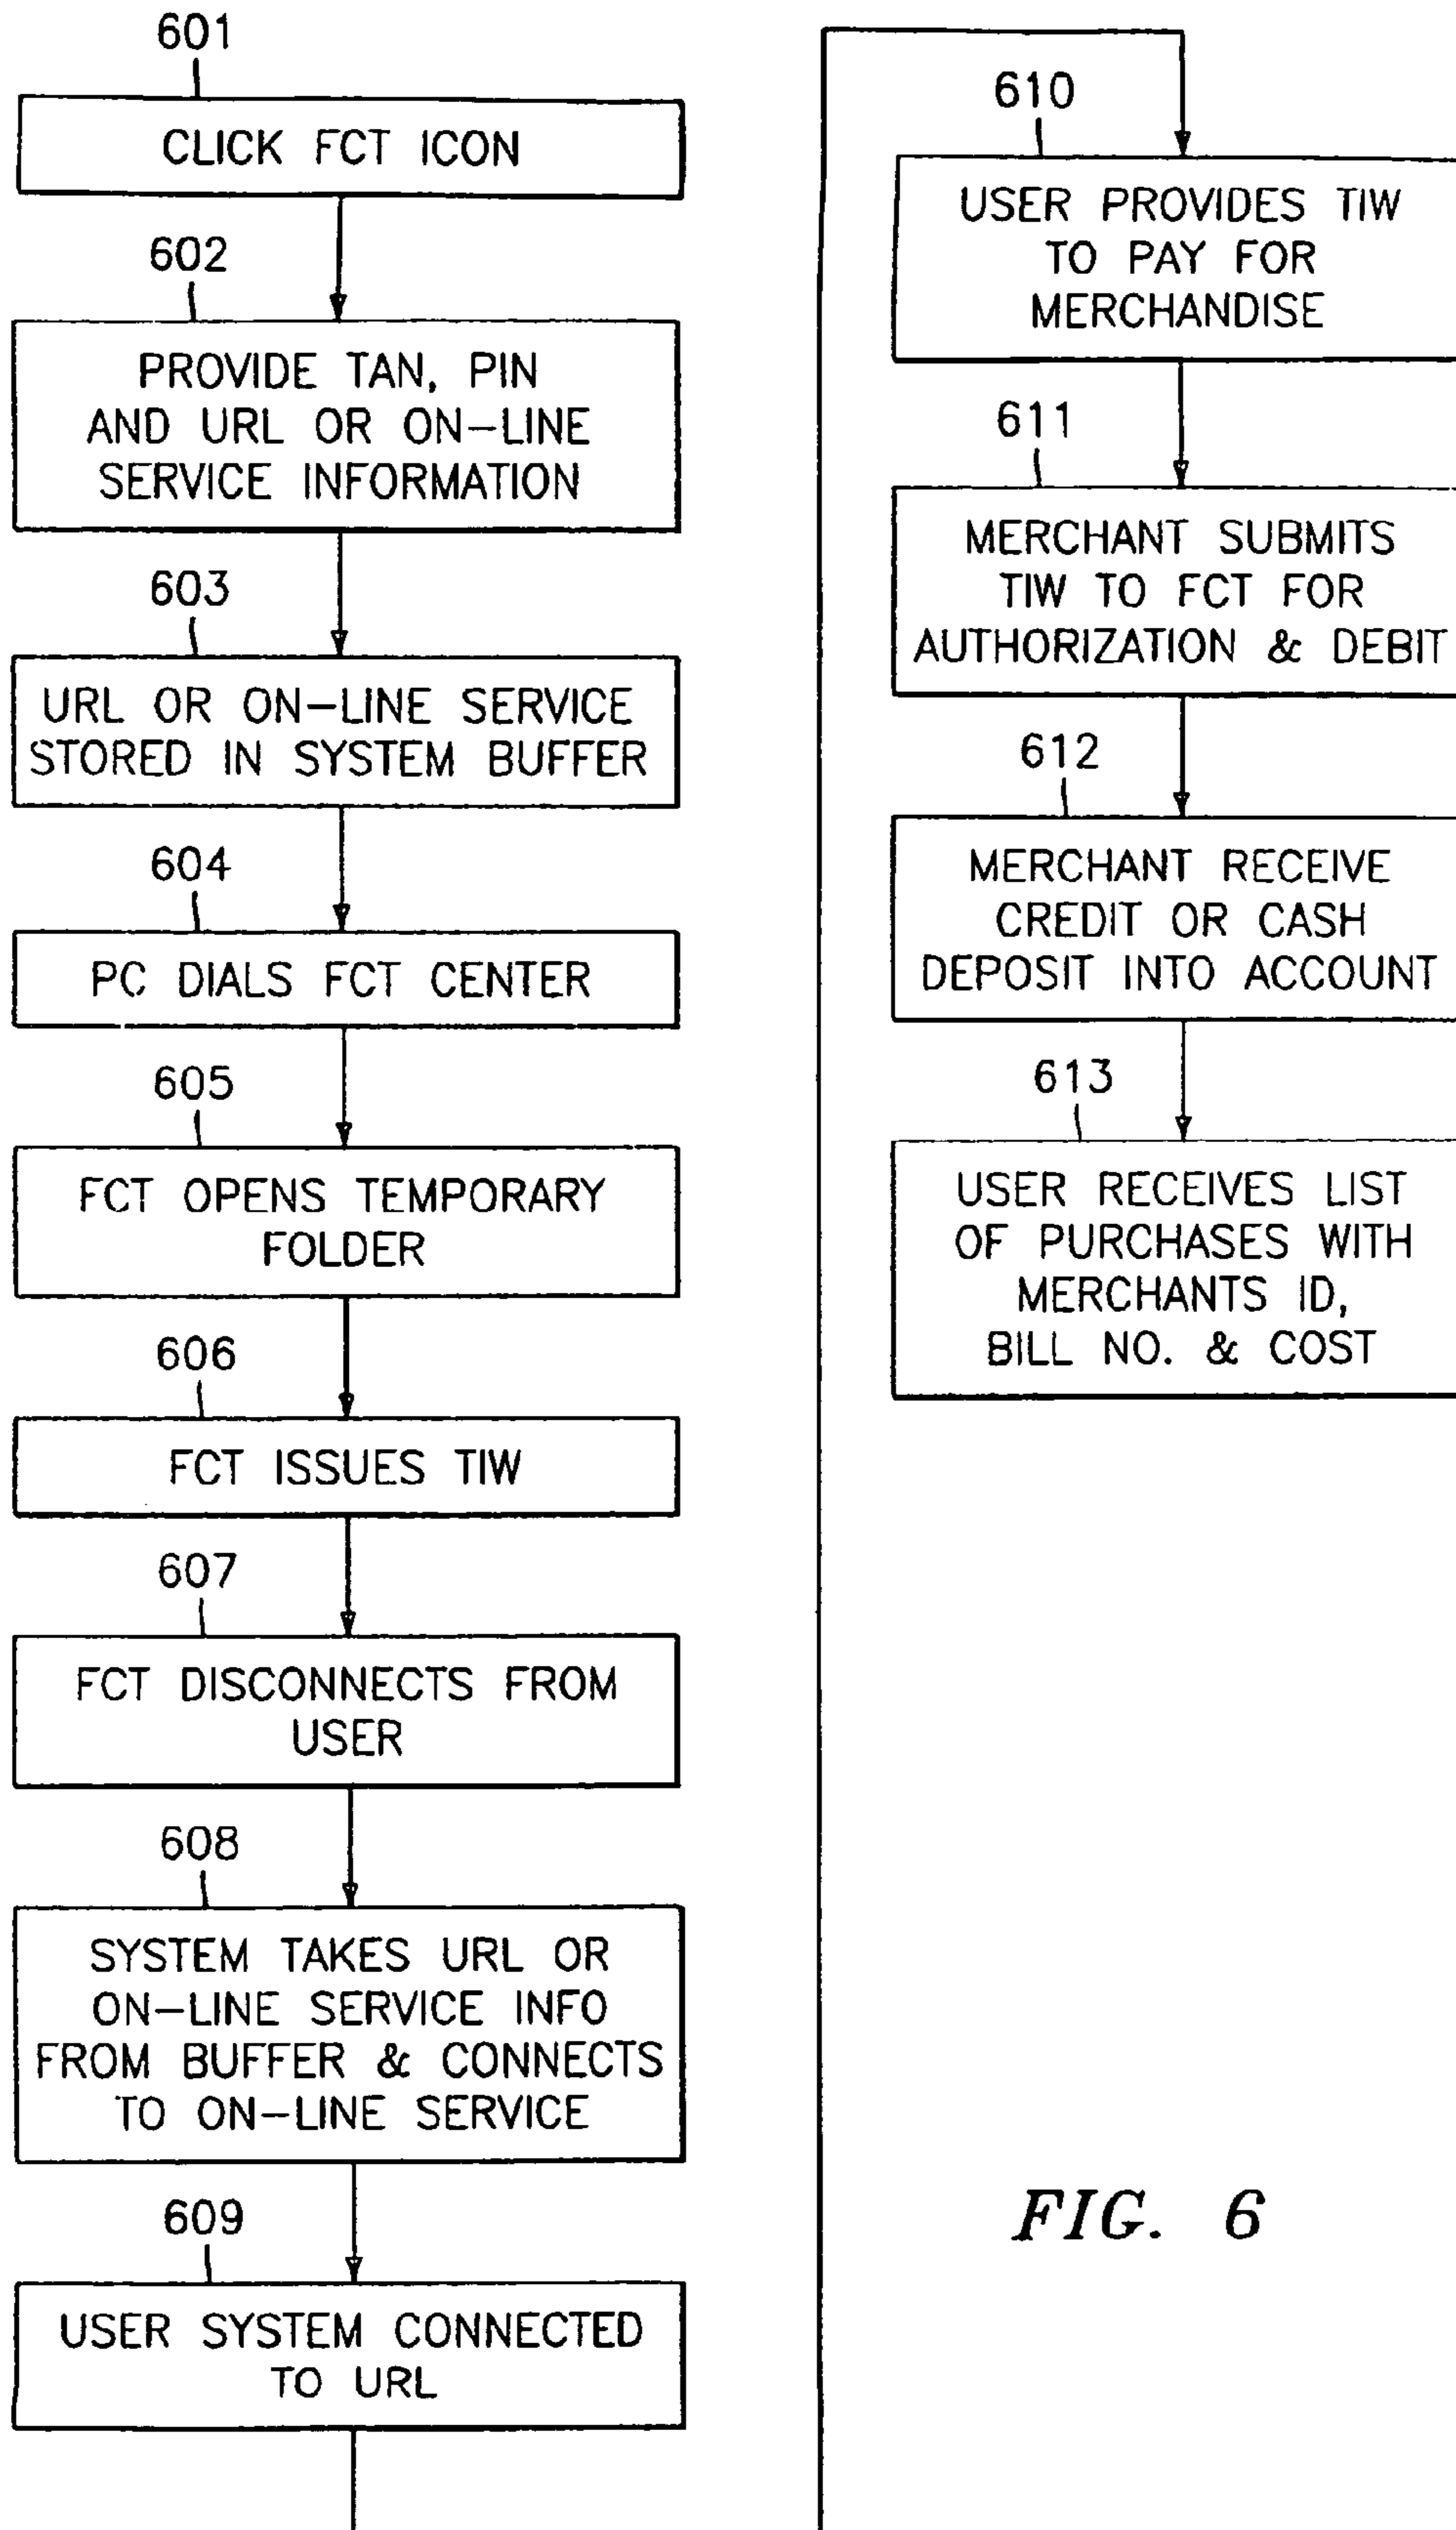 601
CLICK FCT ICON
602
PROVIDE TAN, PIN
AND URL OR ON-LINE
SERVICE INFORMATION
603
URL OR ON-LINE SERVICE
STORED IN SYSTEM BUFFER
604
PC DIALS FCT CENTER
605
FCT OPENS TEMPORARY
FOLDER
606
FCT ISSUES TIW
607
FCT DISCONNECTS FROM
USER
608
SYSTEM TAKES URL OR
ON-LINE SERVICE INFO
FROM BUFFER & CONNECTS
TO ON-LINE SERVICE
609
USER SYSTEM CONNECTED
TO URL
610
USER PROVIDES TIW
TO PAY FOR
MERCHANDISE
611
MERCHANT SUBMITS
TIW TO FCT FOR
AUTHORIZATION & DEBIT
612
MERCHANT RECEIVE
CREDIT OR CASH
DEPOSIT INTO ACCOUNT
613
USER RECEIVES LIST
OF PURCHASES WITH
MERCHANTS ID,
BILL NO. & COST
FIG. 6